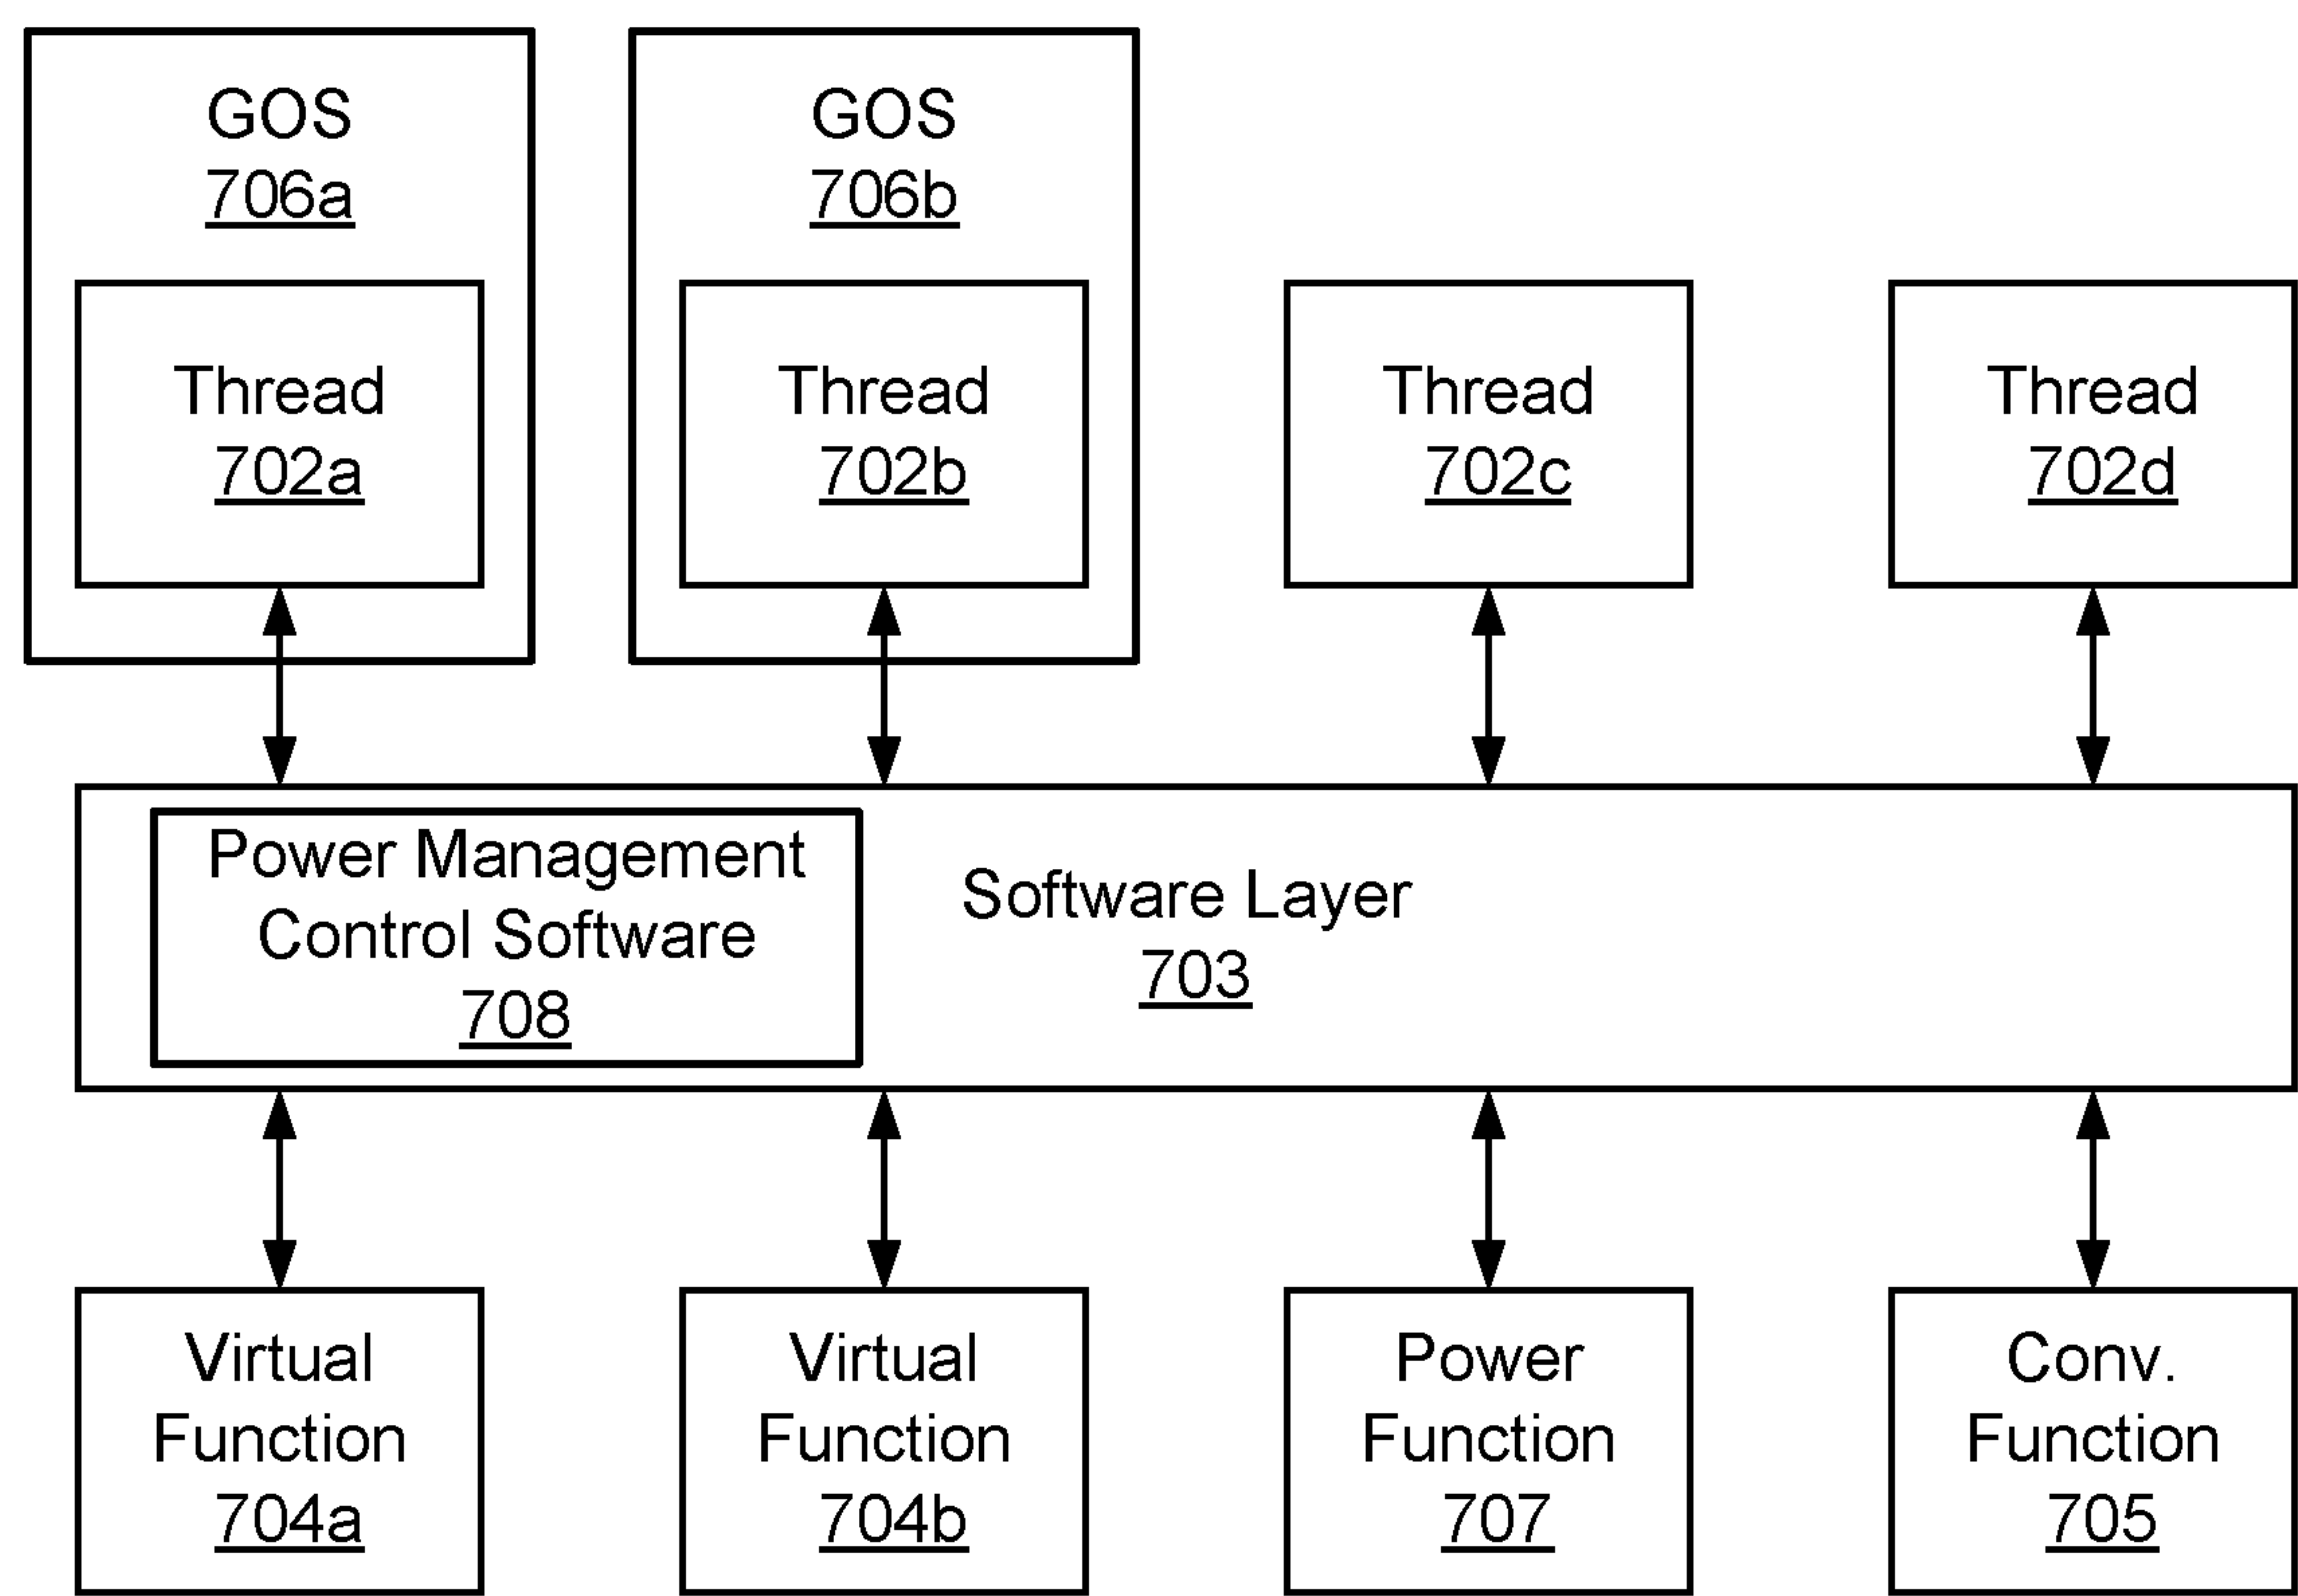 GOS
706a
GOS
706b
Thread
702a
Thread
702b
Thread
702c
Thread
702d
Power Management
Control Software
708
Software Layer
703
Virtual
Function
704a
Virtual
Function
704b
Power
Function
707
Conv.
Function
705